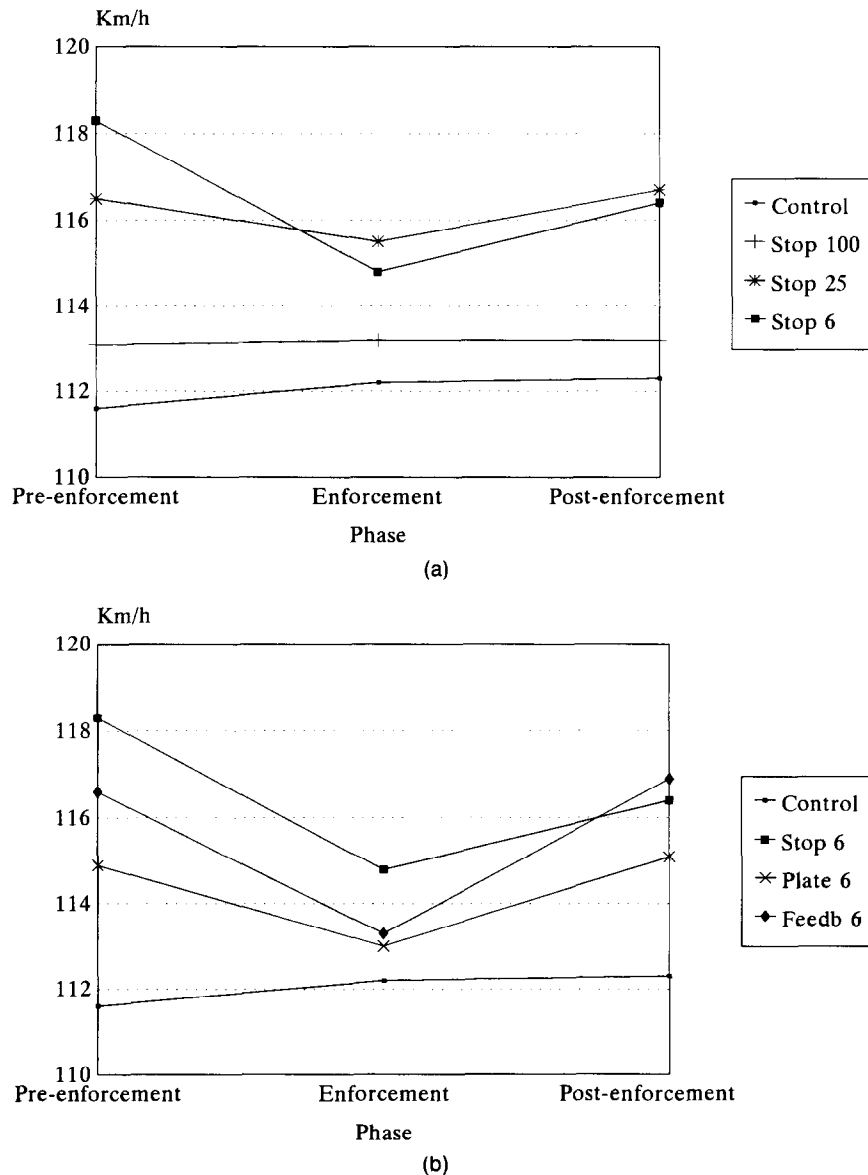 Km/h
120
118
116
114
112
110
Pre-enforcement Enforcement Post-enforcement
Phase
Control
Stop 100
Stop 25
Stop 6
(a)
Km/h
120
118
116
114
112
110
Pre-enforcement Enforcement Post-enforcement
Phase
Control
Stop 6
Plate 6
Feedb 6
(b)